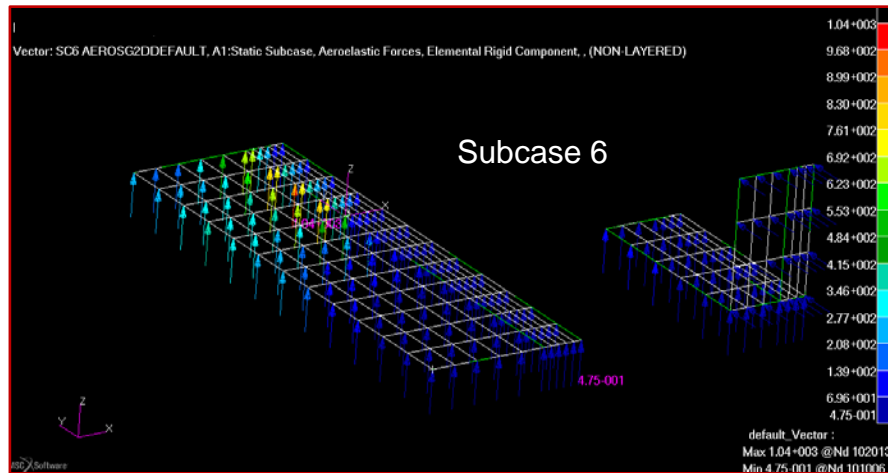 Vector: SC6 AEROSG2DDEFAULT, A1:Static Subcase, Aeroelastic Forces, Elemental Rigid Component, , (NON-LAYERED)
Subcase 6
1.04+003
9.68+002
8.99+002
8.30+002
7.61+002
6.92+002
6.23+002
5.53+002
4.84+002
4.15+002
3.46+002
2.77+002
2.08+002
1.39+002
6.96+001
4.75-001
Z
X
4.75-001
Z
Y
X
default_Vector :
Max 1.04+003 @Nd 102013
Min 4.75-001 @Nd 101006
MSC Software